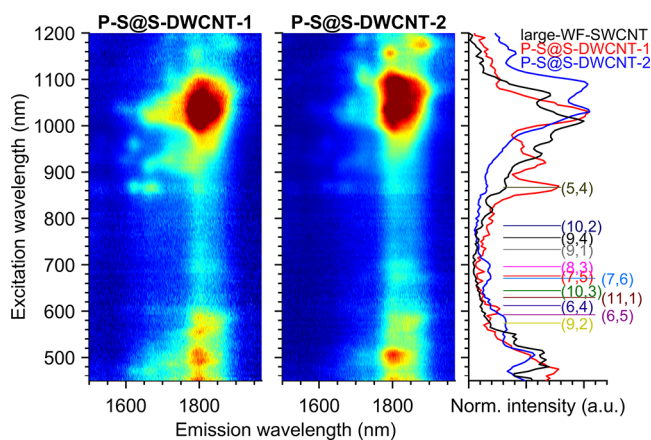 P-S@S-DWCNT-1
P-S@S-DWCNT-2
large-WF-SWCNT
P-S@S-DWCNT-1
P-S@S-DWCNT-2
Excitation wavelength (nm)
1200
1100
1000
900
800
700
600
500
(5,4)
(10,2)
(9,4)
(9,1)
(8,3)
(7,5)
(7,6)
(10,3)
(11,1)
(6,4)
(6,5)
(9,2)
1600 1800
1600 1800
Emission wavelength (nm)
Norm. intensity (a.u.)